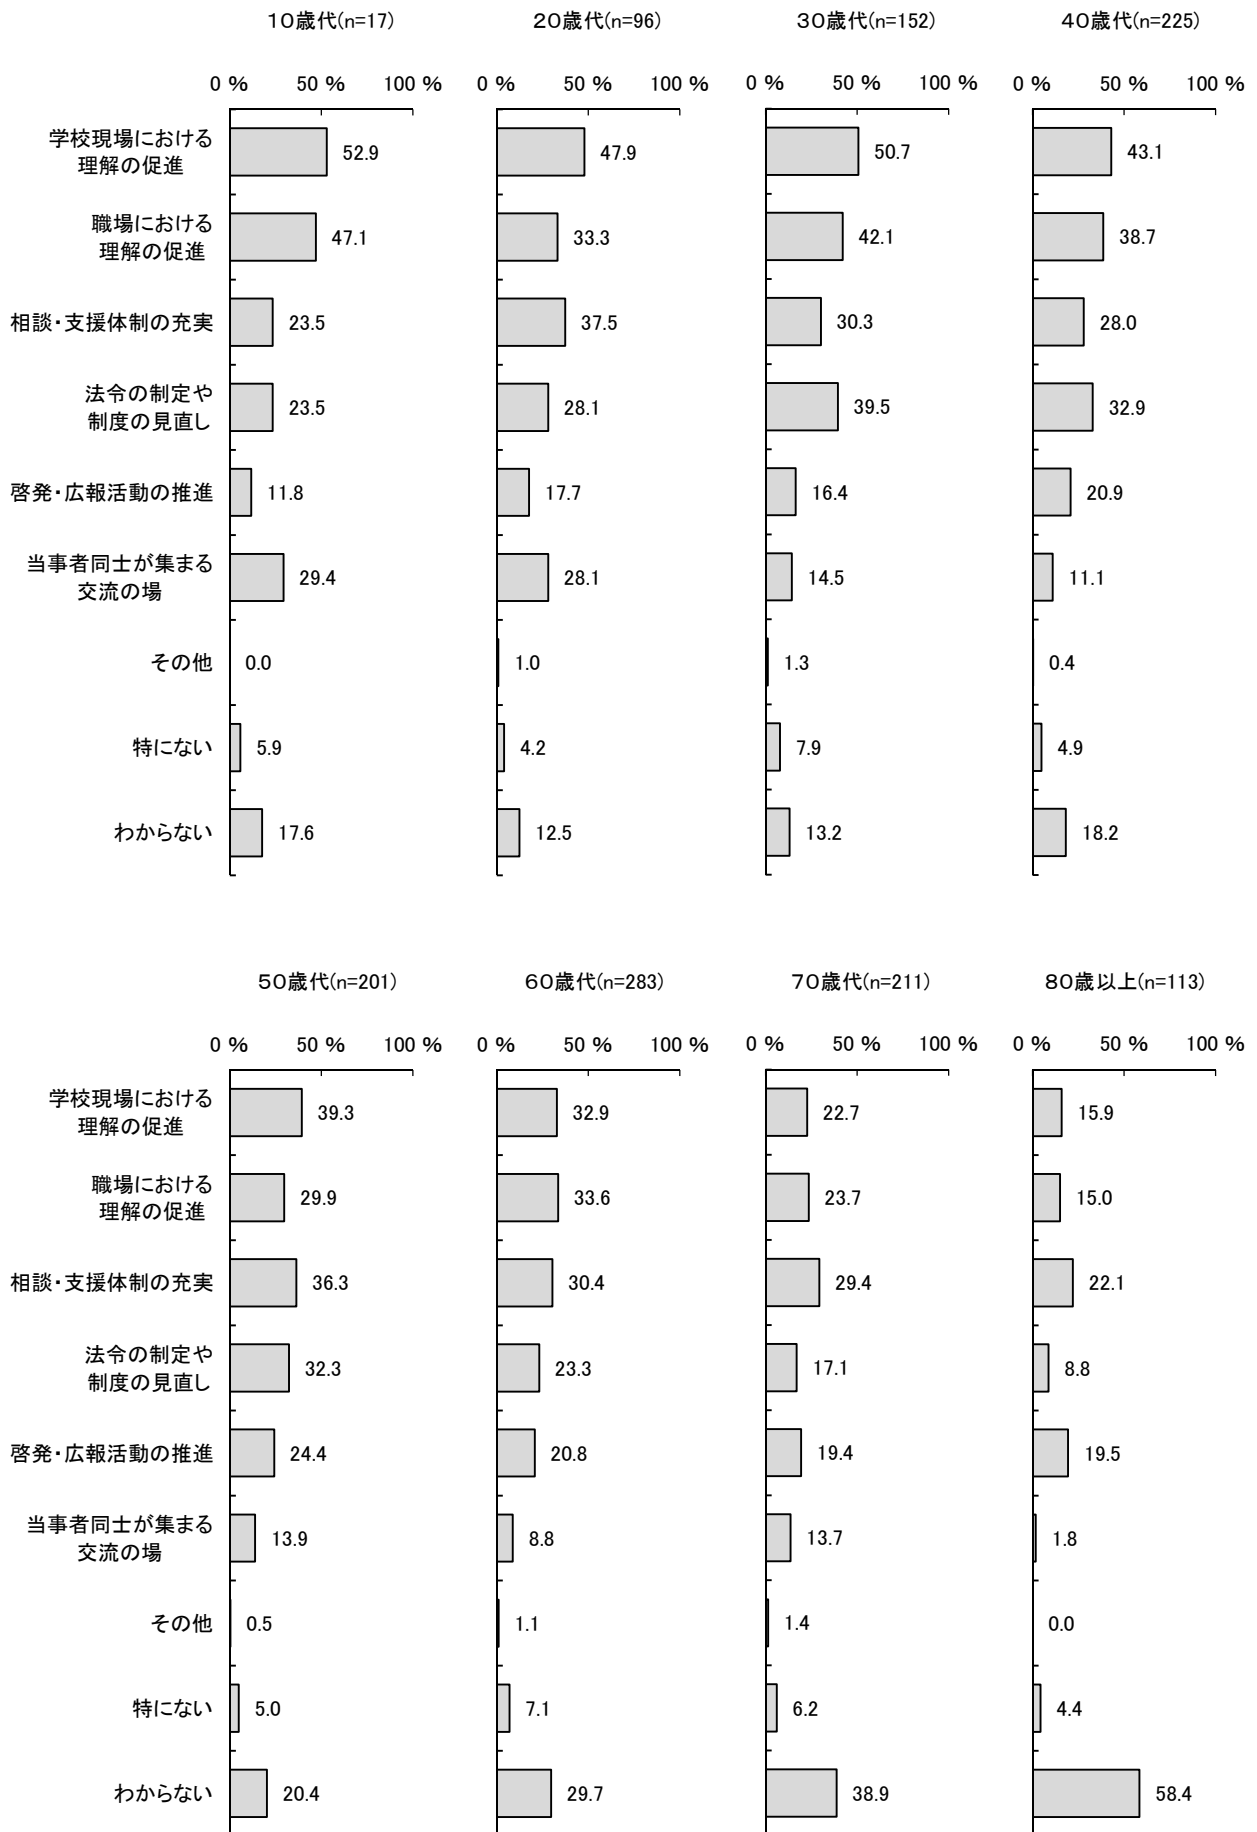 10歳代(n=17) 20歳代(n=96) 30歳代(n=152) 40歳代(n=225)
0 % 50 % 100 % 0 % 50 % 100 % 0 % 50 % 100 % 0 % 50 % 100 %
学校現場における
理解の促進 52.9 47.9 50.7 43.1
職場における
理解の促進 47.1 33.3 42.1 38.7
相談・支援体制の充実 23.5 37.5 30.3 28.0
法令の制定や
制度の見直し 23.5 28.1 39.5 32.9
啓発・広報活動の推進 11.8 17.7 16.4 20.9
当事者同士が集まる
交流の場 29.4 28.1 14.5 11.1
その他 0.0 1.0 1.3 0.4
特にない 5.9 4.2 7.9 4.9
わからない 17.6 12.5 13.2 18.2
50歳代(n=201) 60歳代(n=283) 70歳代(n=211) 80歳以上(n=113)
0 % 50 % 100 % 0 % 50 % 100 % 0 % 50 % 100 % 0 % 50 % 100 %
学校現場における
理解の促進 39.3 32.9 22.7 15.9
職場における
理解の促進 29.9 33.6 23.7 15.0
相談・支援体制の充実 36.3 30.4 29.4 22.1
法令の制定や
制度の見直し 32.3 23.3 17.1 8.8
啓発・広報活動の推進 24.4 20.8 19.4 19.5
当事者同士が集まる
交流の場 13.9 8.8 13.7 1.8
その他 0.5 1.1 1.4 0.0
特にない 5.0 7.1 6.2 4.4
わからない 20.4 29.7 38.9 58.4